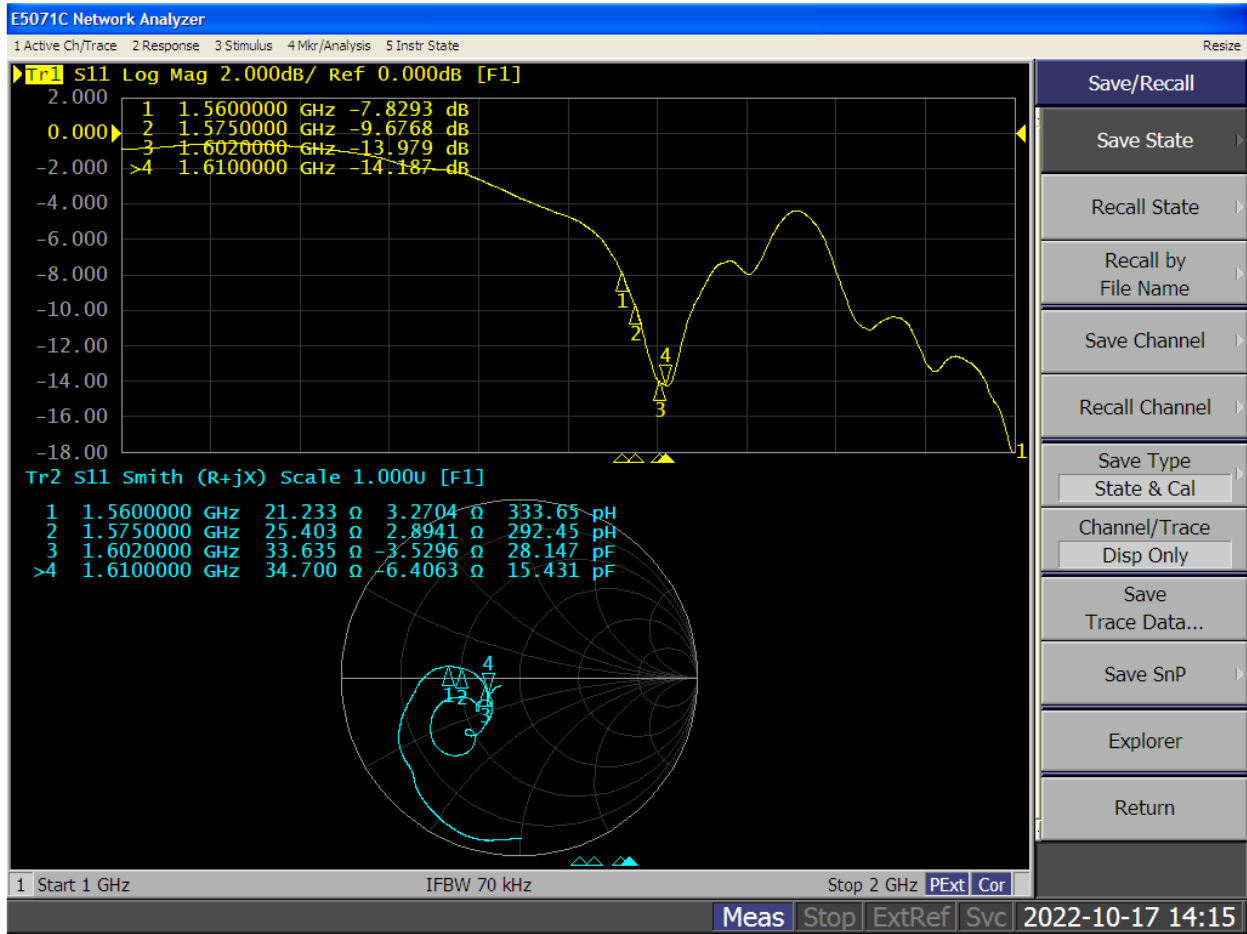 E5071C Network Analyzer
1 Active Ch/Trace 2 Response 3 Stimulus 4 Mkr/Analysis 5 Instr State Resize
Tr1 S11 Log Mag 2.000dB/ Ref 0.000dB [F1]
2.000
1 1.5600000 GHz -7.8293 dB
0.000 2 1.5750000 GHz -9.6768 dB
3 1.6020000 GHz -13.979 dB
-2.000 >4 1.6100000 GHz -14.187 dB
-4.000
-6.000
-8.000
1
-10.00
2
-12.00
4
-14.00
3
-16.00
-18.00
1
Tr2 S11 Smith (R+jX) Scale 1.000U [F1]
1 1.5600000 GHz 21.233 Ω 3.2704 Ω 333.65 pH
2 1.5750000 GHz 25.403 Ω 2.8941 Ω 292.45 pH
3 1.6020000 GHz 33.635 Ω -3.5296 Ω 28.147 pF
>4 1.6100000 GHz 34.700 Ω -6.4063 Ω 15.431 pF
4
1 2
3
1 Start 1 GHz IFBW 70 kHz Stop 2 GHz PExt Cor
Meas Stop ExtRef Svc 2022-10-17 14:15
Save/Recall
Save State
Recall State
Recall by
File Name
Save Channel
Recall Channel
Save Type
State & Cal
Channel/Trace
Disp Only
Save
Trace Data...
Save SnP
Explorer
Return